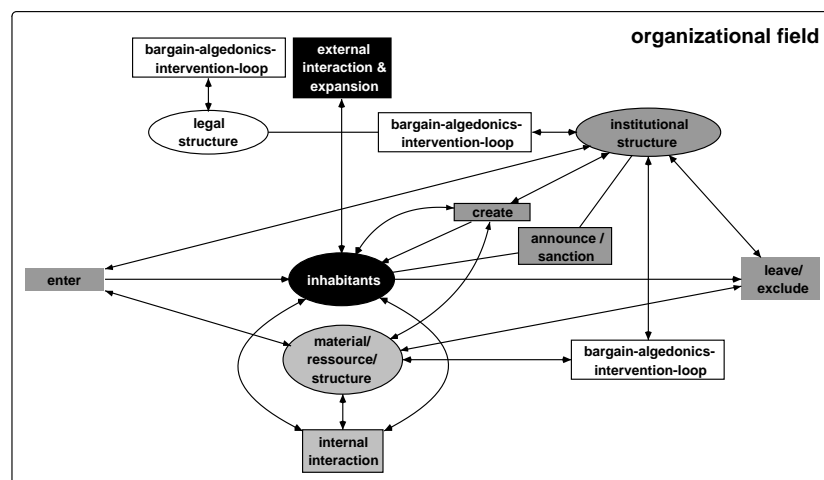 organizational field
bargain-algedonics-
intervention-loop
external
interaction &
expansion
legal
structure
bargain-algedonics-
intervention-loop
institutional
structure
create
announce /
sanction
enter
inhabitants
leave/
exclude
material/
ressource/
structure
bargain-algedonics-
intervention-loop
internal
interaction